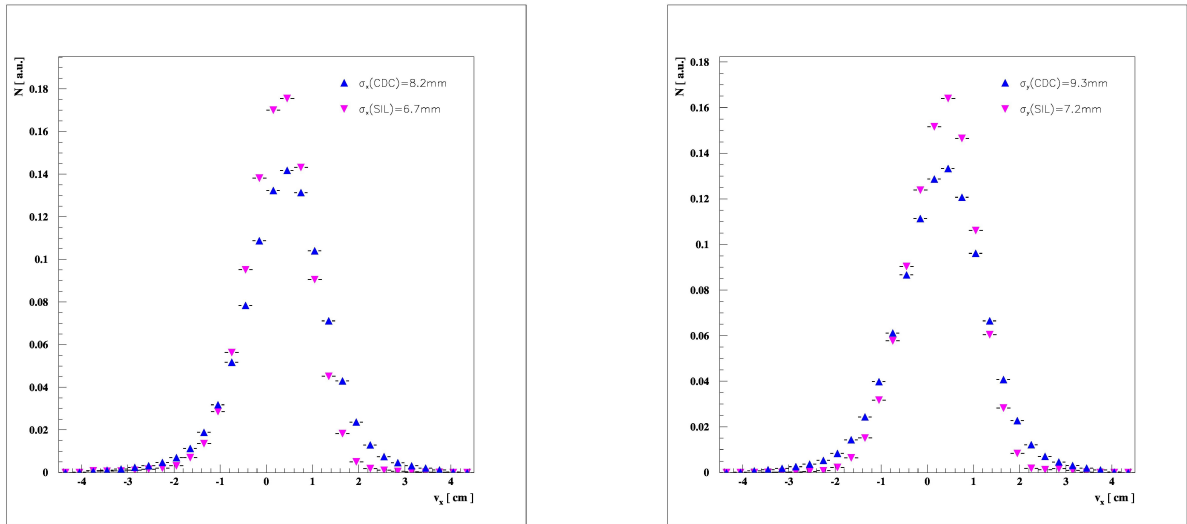 N [ a.u.]
0.18
0.16
0.14
0.12
0.1
0.08
0.06
0.04
0.02
0
σx(CDC)=8.2mm
σx(SIL)=6.7mm
-4 -3 -2 -1 0 1 2 3 4
vx [ cm ]
N [ a.u.]
0.18
0.16
0.14
0.12
0.1
0.08
0.06
0.04
0.02
0
σy(CDC)=9.3mm
σy(SIL)=7.2mm
-4 -3 -2 -1 0 1 2 3 4
vx [ cm ]